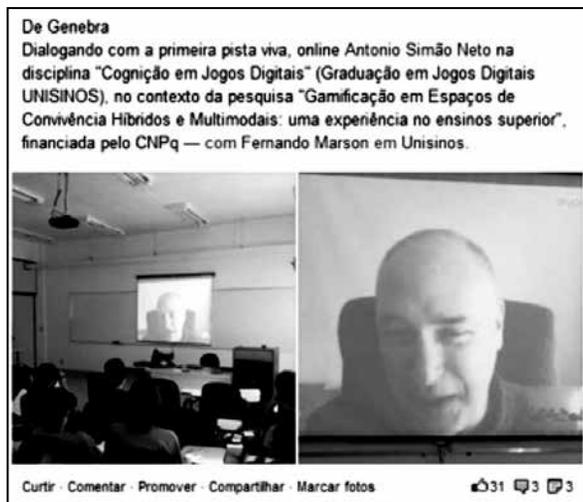 De Genebra
Dialogando com a primeira pista viva, online Antonio Simão Neto na
disciplina "Cognição em Jogos Digitais" (Graduação em Jogos Digitais
UNISINOS), no contexto da pesquisa "Gamificação em Espaços de
Convivência Híbridos e Multimodais: uma experiência no ensinos superior",
financiada pelo CNPq — com Fernando Marson em Unisinos.
Curtir · Comentar · Promover · Compartilhar · Marcar fotos 31 3 3